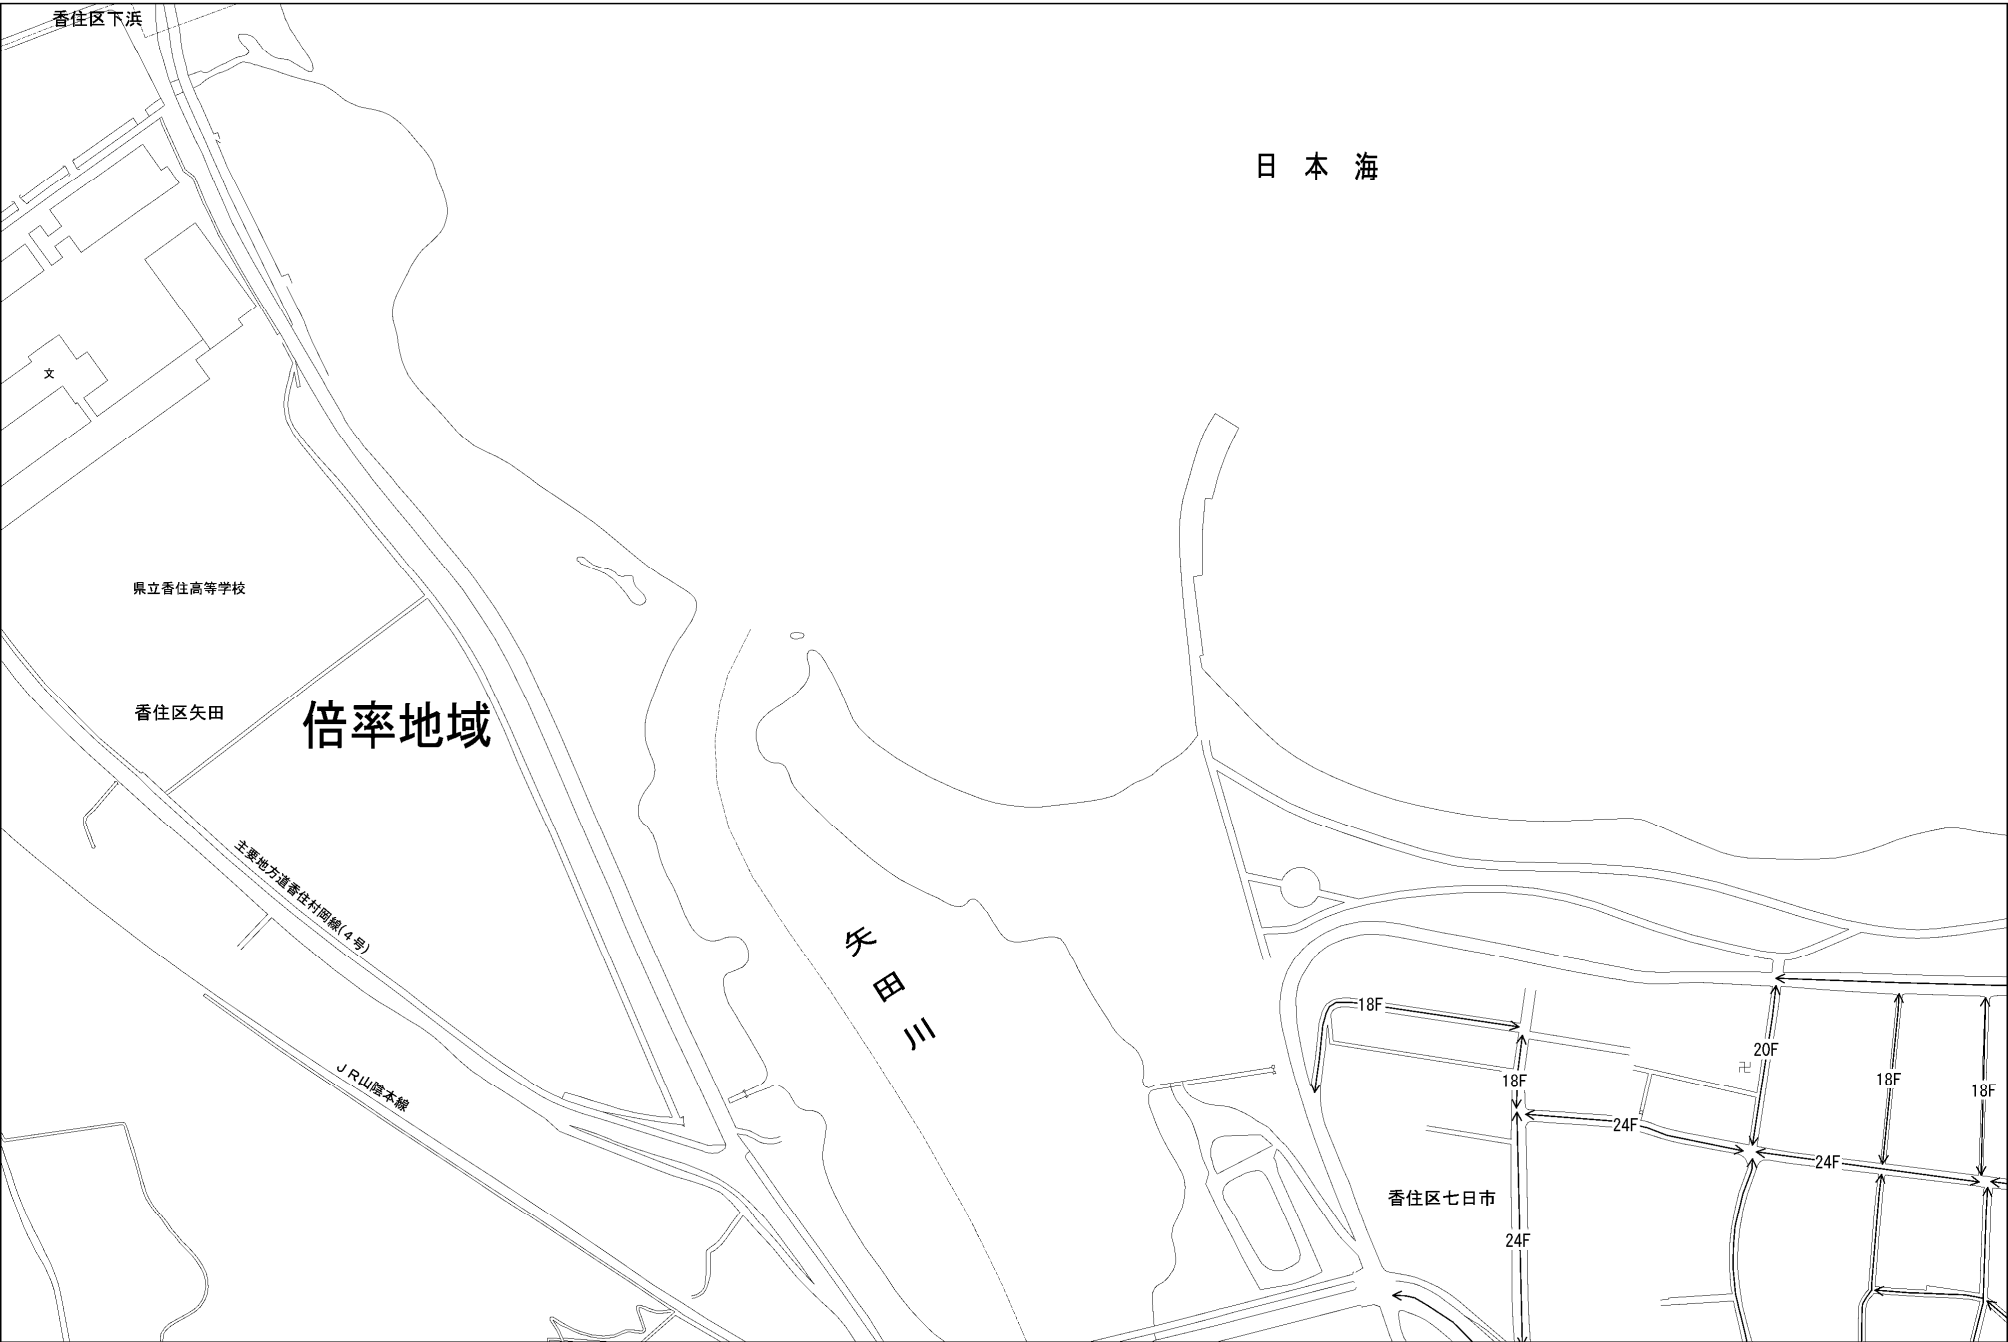 香住区下浜
日本海
文
県立香住高等学校
香住区矢田
倍率地域
主要地方道香住村岡線(4号)
矢田川
18F
20F
18F
18F
18F
24F
24F
JR山陰本線
香住区七日市
24F